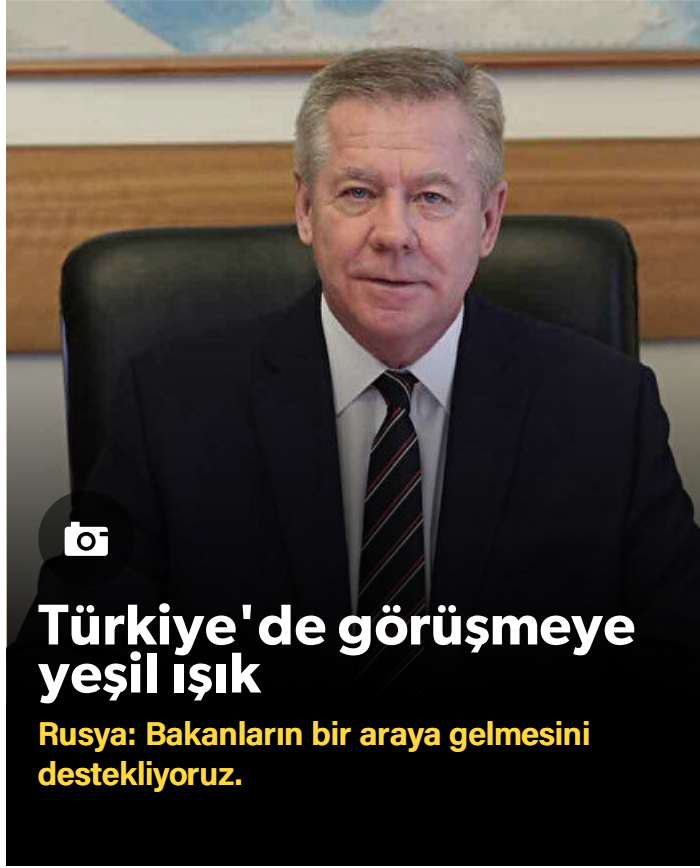 Türkiye'de görüşmeye
yeşil ışık
Rusya: Bakanların bir araya gelmesini
destekliyoruz.